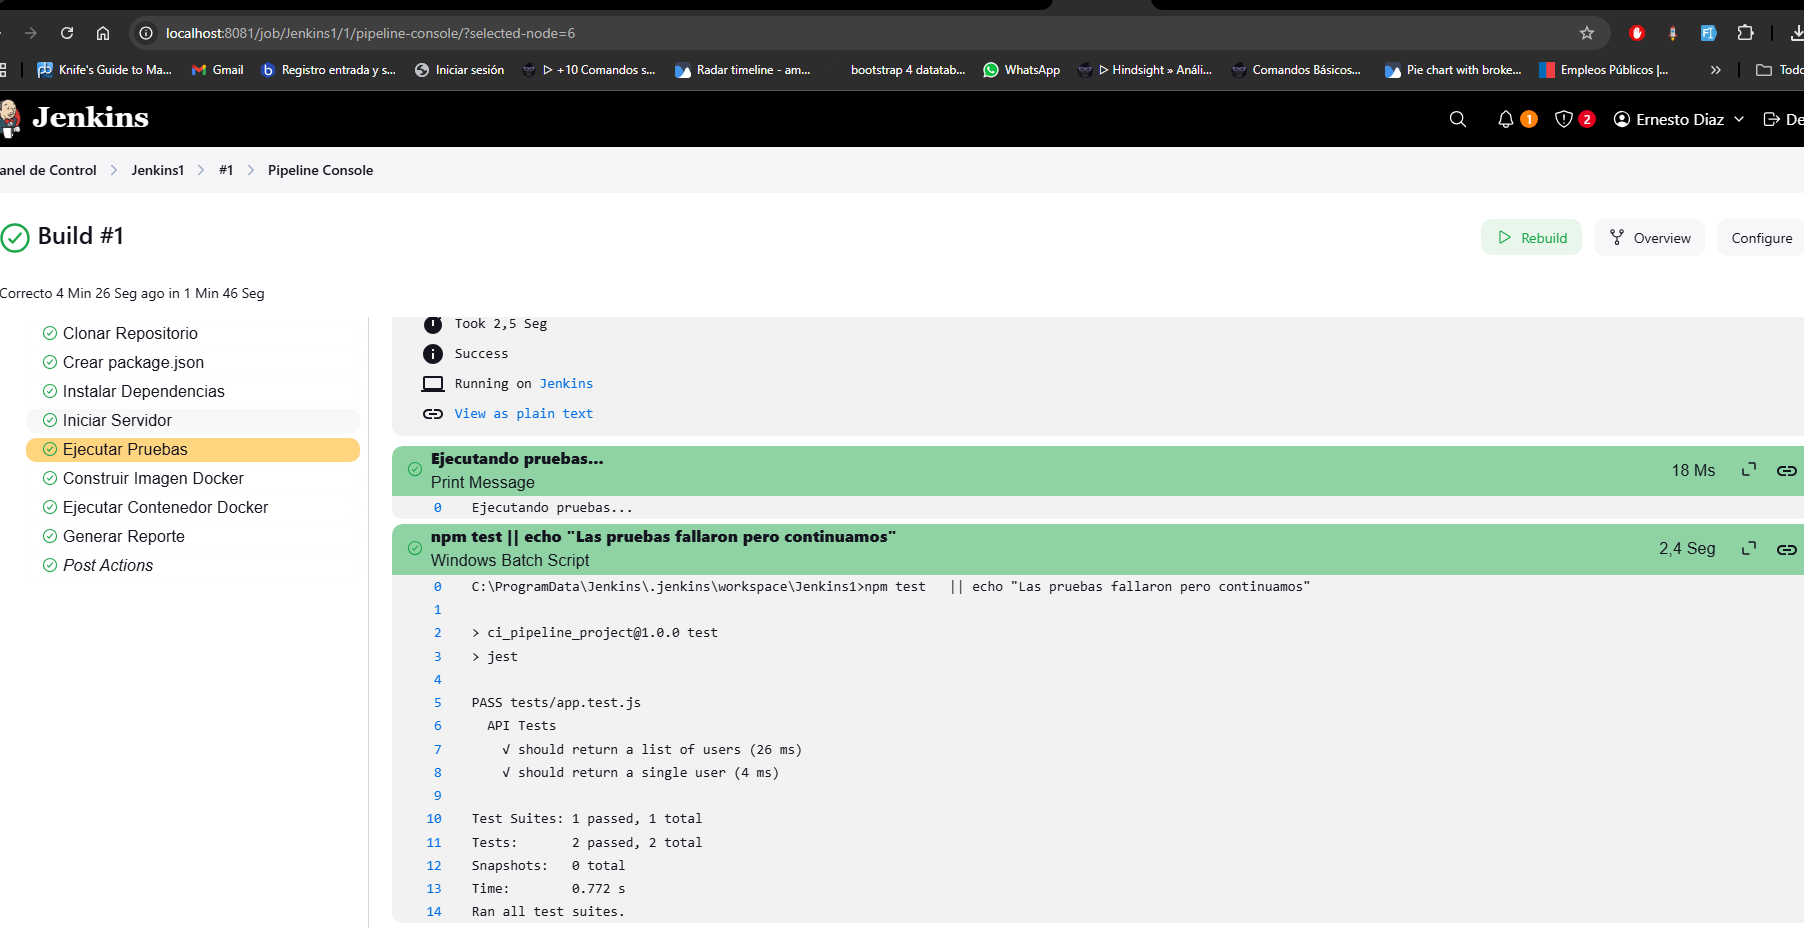 localhost:8081/job/Jenkins1/1/pipeline-console/?selected-node=6
Knife's Guide to Ma... Gmail Registro entrada y s... Iniciar sesión ▷ +10 Comandos s... Radar timeline - am... bootstrap 4 datatab... WhatsApp ▷ Hindsight » Análi... Comandos Básicos... Pie chart with broke... Empleos Públicos |... » Todo
Jenkins 1 2 Ernesto Diaz De
anel de Control > Jenkins1 > #1 > Pipeline Console
Build #1
Rebuild Overview Configure
Correcto 4 Min 26 Seg ago in 1 Min 46 Seg
Clonar Repositorio
Crear package.json
Instalar Dependencias
Iniciar Servidor
Ejecutar Pruebas
Construir Imagen Docker
Ejecutar Contenedor Docker
Generar Reporte
Post Actions
Took 2,5 Seg
Success
Running on Jenkins
View as plain text
Ejecutando pruebas...
Print Message
18 Ms
0 Ejecutando pruebas...
npm test || echo "Las pruebas fallaron pero continuamos"
Windows Batch Script
2,4 Seg
0 C:\ProgramData\Jenkins\.jenkins\workspace\Jenkins1>npm test   || echo "Las pruebas fallaron pero continuamos"
1
2 > ci_pipeline_project@1.0.0 test
3 > jest
4
5 PASS tests/app.test.js
6 API Tests
7 √ should return a list of users (26 ms)
8 √ should return a single user (4 ms)
9
10 Test Suites: 1 passed, 1 total
11 Tests:       2 passed, 2 total
12 Snapshots:   0 total
13 Time:        0.772 s
14 Ran all test suites.